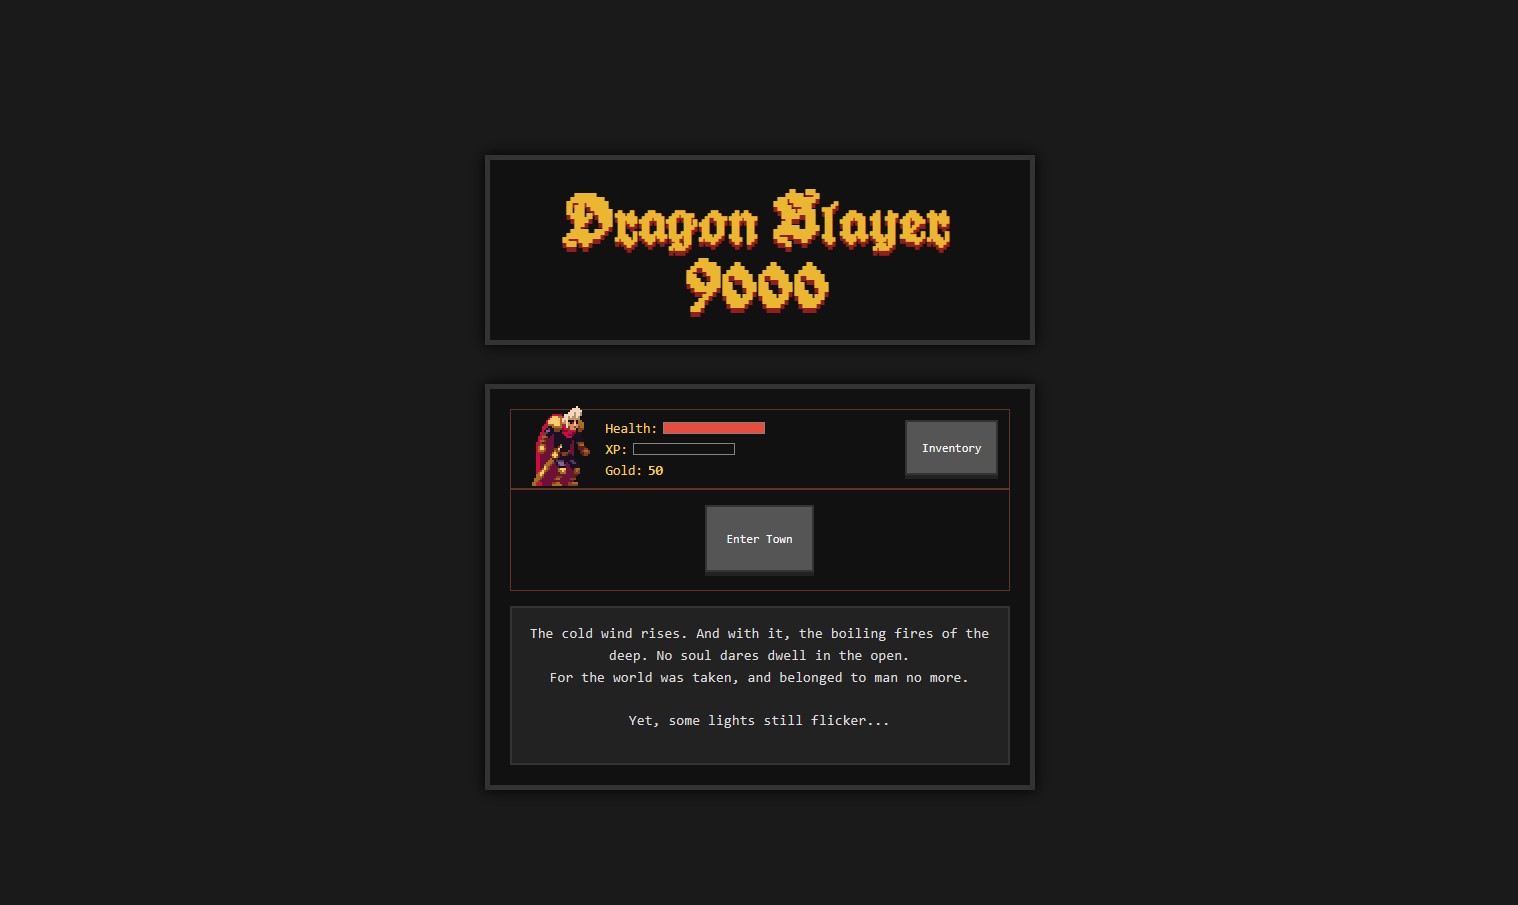 Dragon Slayer
9000
Health:
XP:
Gold: 50
Inventory
Enter Town
The cold wind rises. And with it, the boiling fires of the
deep. No soul dares dwell in the open.
For the world was taken, and belonged to man no more.
Yet, some lights still flicker...